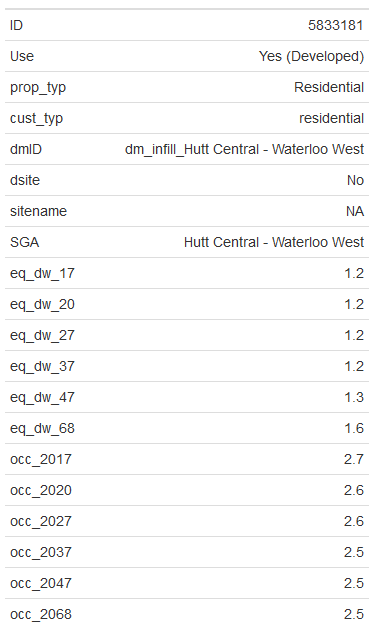 ID 5833181
Use Yes (Developed)
prop_typ Residential
cust_typ residential
dmID dm_infill_Hutt Central - Waterloo West
dsite No
sitename NA
SGA Hutt Central - Waterloo West
eq_dw_17 1.2
eq_dw_20 1.2
eq_dw_27 1.2
eq_dw_37 1.2
eq_dw_47 1.3
eq_dw_68 1.6
occ_2017 2.7
occ_2020 2.6
occ_2027 2.6
occ_2037 2.5
occ_2047 2.5
occ_2068 2.5